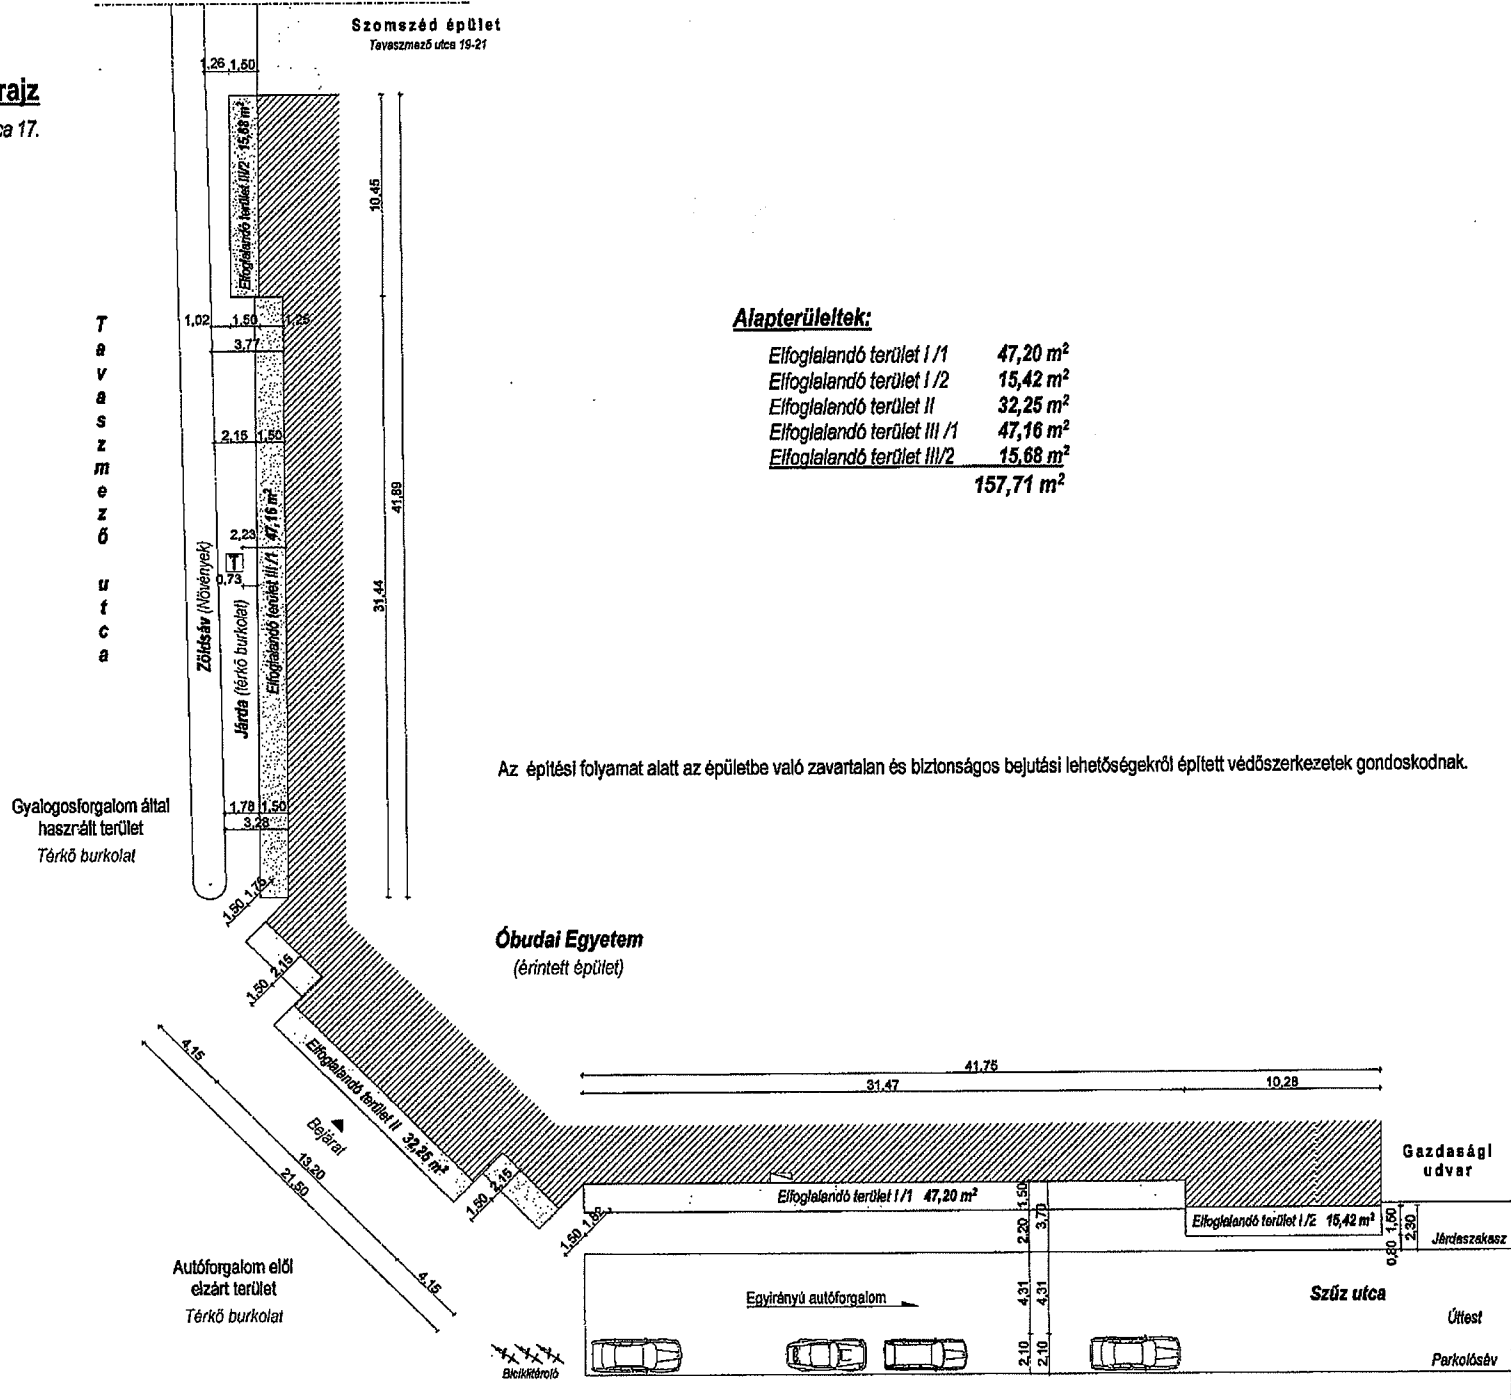 Szomszéd épület
Tavaszmező utca 19-21
rajz
ca 17.
1,26 1,50
Elfoglalandó terület III/2 15,68 m²
10,45
Tavaszmező utca
1,02 1,50 1,25
3,77
2,15 1,50
41,89
2,23
T
0,73
31,44
Zöldsáv (Növények)
Járda (térkő burkolat)
Elfoglalandó terület III /1 47,16 m²
1,78 1,50
3,28
Alapterületek:
Elfoglalandó terület I /1 47,20 m²
Elfoglalandó terület I /2 15,42 m²
Elfoglalandó terület II 32,25 m²
Elfoglalandó terület III /1 47,16 m²
Elfoglalandó terület III/2 15,68 m²
157,71 m²
Az építési folyamat alatt az épületbe való zavartalan és biztonságos bejutási lehetőségekről épített védőszerkezetek gondoskodnak.
Gyalogosforgalom által
használt terület
Térkő burkolat
1,50 1,75
Óbudai Egyetem
(érintett épület)
1,50 2,15
4,15
13,20
21,50
4,15
Elfoglalandó terület II 32,25 m²
Bejárat
1,50 2,15
1,50 1,82
41,75
31,47 10,28
Gazdasági
udvar
Elfoglalandó terület I /1 47,20 m²
1,50
2,20
3,70
Elfoglalandó terület I /2 15,42 m²
1,50
0,80
2,30
Járdaszakasz
Autóforgalom elől
elzárt terület
Térkő burkolat
Egyirányú autóforgalom
4,31
4,31
Szűz utca
Úttest
2,10
2,10
Parkolósáv
Biciklitároló